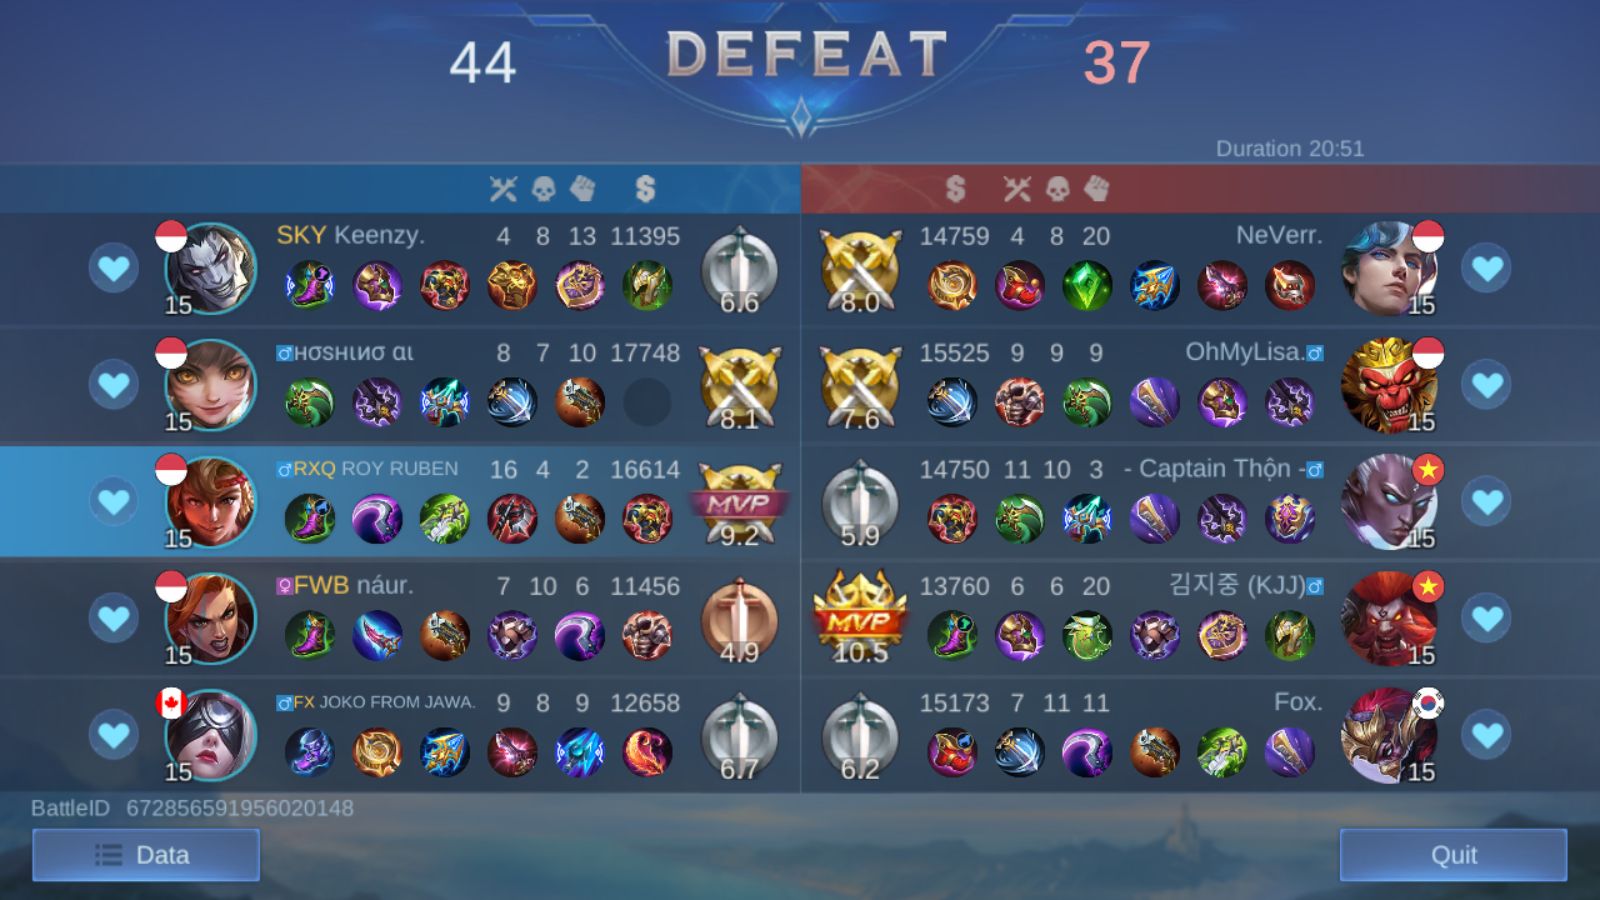 44 DEFEAT 37
Duration 20:51
SKY Keenzy. 4 8 13 11395
15 6.6
14759 4 8 20 NeVerr.
8.0 15
нσѕнιиσ αι 8 7 10 17748
15 8.1
15525 9 9 9 OhMyLisa.
7.6 15
RXQ ROY RUBEN 16 4 2 16614
MVP
15 9.2
14750 11 10 3 - Captain Thộn -
5.9 15
FWB náur. 7 10 6 11456
15 4.9
13760 6 6 20 김지중 (KJJ)
MVP
10.5 15
FX JOKO FROM JAWA. 9 8 9 12658
15 6.7
15173 7 11 11 Fox.
6.2 15
BattleID 672856591956020148
Data Quit